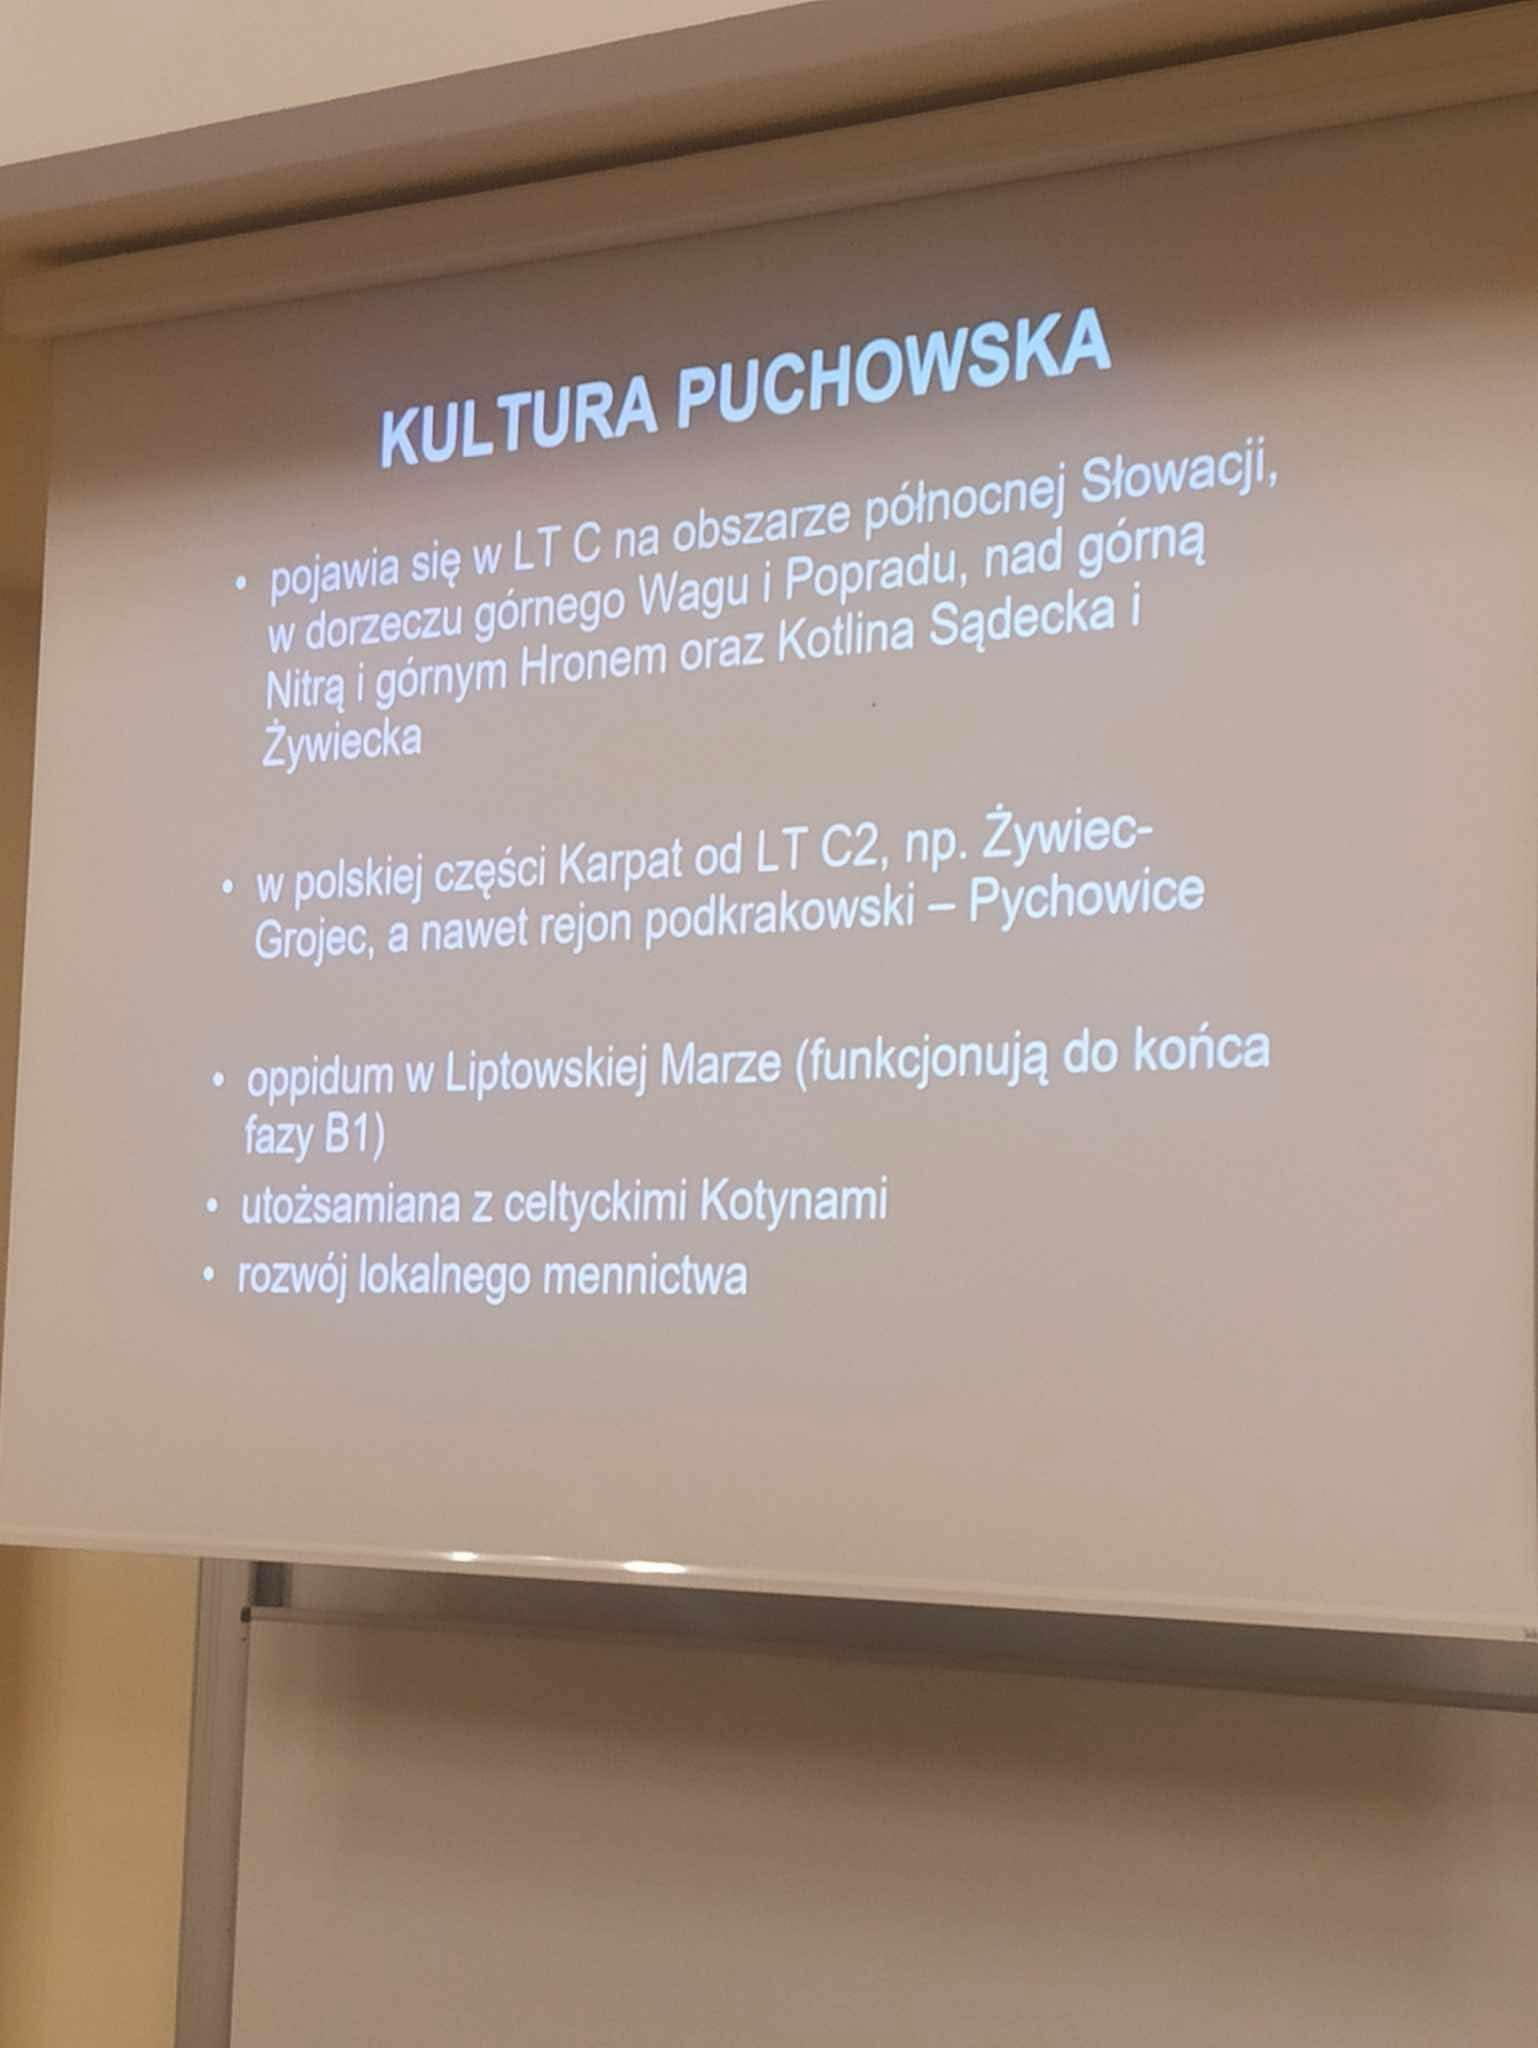 KULTURA PUCHOWSKA
• pojawia się w LT C na obszarze północnej Słowacji,
w dorzeczu górnego Wagu i Popradu, nad górną
Nitrą i górnym Hronem oraz Kotlina Sądecka i
Żywiecka
• w polskiej części Karpat od LT C2, np. Żywiec-
Grojec, a nawet rejon podkrakowski – Pychowice
• oppidum w Liptowskiej Marze (funkcjonują do końca
fazy B1)
• utożsamiana z celtyckimi Kotynami
• rozwój lokalnego mennictwa